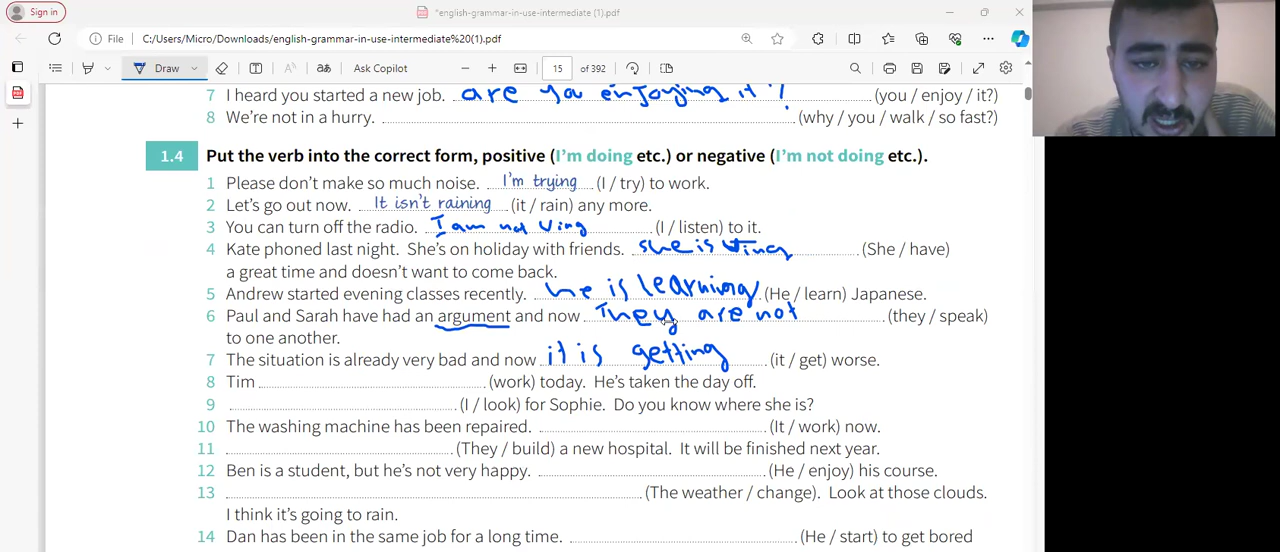 Sign in
*english-grammar-in-use-intermediate (1).pdf
File C:/Users/Micro/Downloads/english-grammar-in-use-intermediate%20(1).pdf
Draw Ask Copilot 15 of 392
7 I heard you started a new job. are you enjoying it? (you / enjoy / it?)
8 We're not in a hurry. (why / you / walk / so fast?)
1.4 Put the verb into the correct form, positive (I'm doing etc.) or negative (I'm not doing etc.).
1 Please don't make so much noise. I'm trying (I / try) to work.
2 Let's go out now. It isn't raining (it / rain) any more.
3 You can turn off the radio. I am not Ving (I / listen) to it.
4 Kate phoned last night. She's on holiday with friends. she is Ving (She / have)
a great time and doesn't want to come back.
5 Andrew started evening classes recently. he is learning (He / learn) Japanese.
6 Paul and Sarah have had an argument and now They are not (they / speak)
to one another.
7 The situation is already very bad and now it is getting (it / get) worse.
8 Tim (work) today. He's taken the day off.
9 (I / look) for Sophie. Do you know where she is?
10 The washing machine has been repaired. (It / work) now.
11 (They / build) a new hospital. It will be finished next year.
12 Ben is a student, but he's not very happy. (He / enjoy) his course.
13 (The weather / change). Look at those clouds.
I think it's going to rain.
14 Dan has been in the same job for a long time. (He / start) to get bored